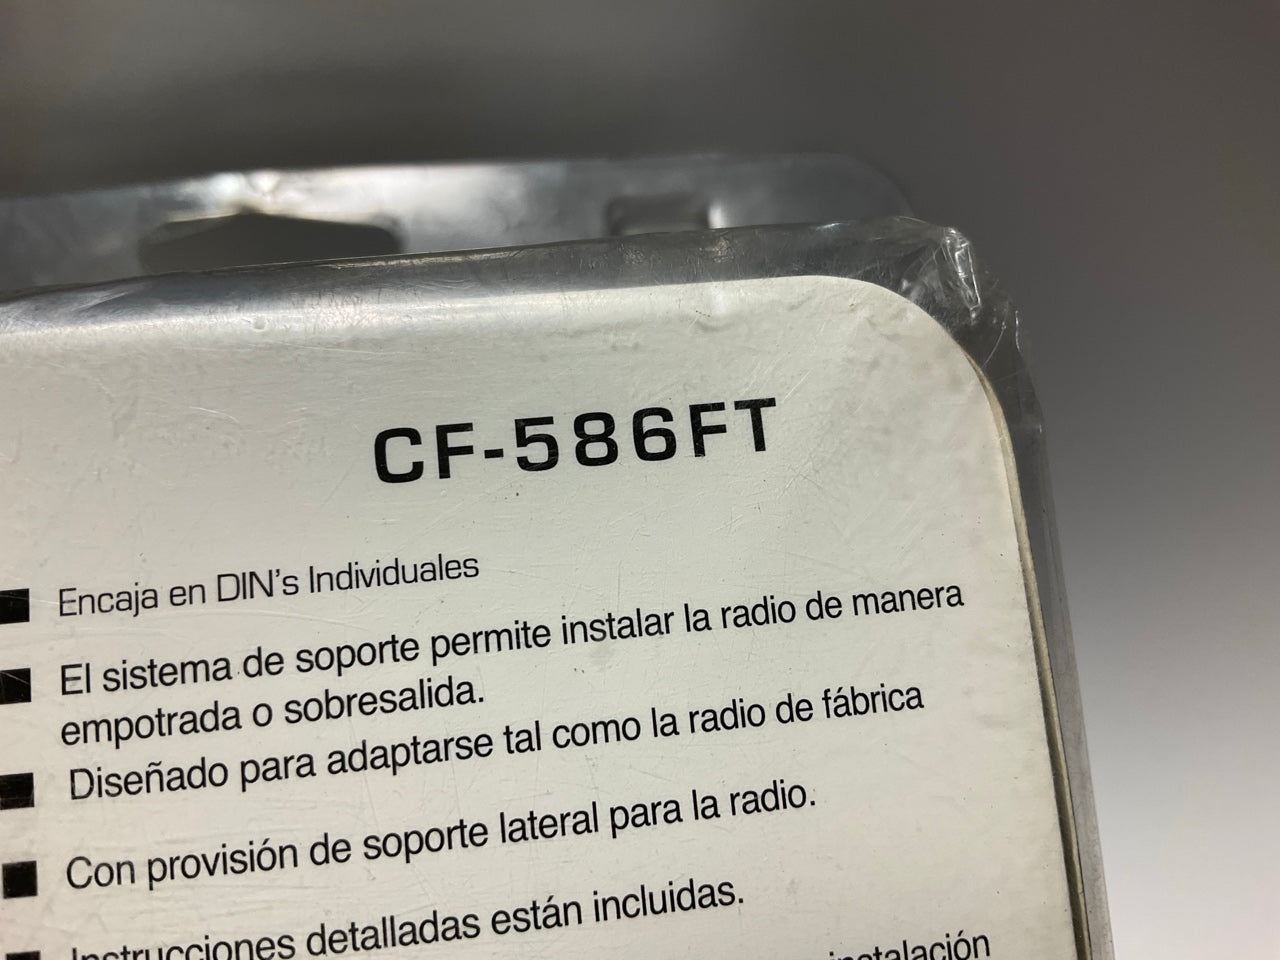 CF-586FT
Encaja en DIN's Individuales
El sistema de soporte permite instalar la radio de manera
empotrada o sobresalida.
Diseñado para adaptarse tal como la radio de fábrica
Con provisión de soporte lateral para la radio.
Instrucciones detalladas están incluidas.
instalación